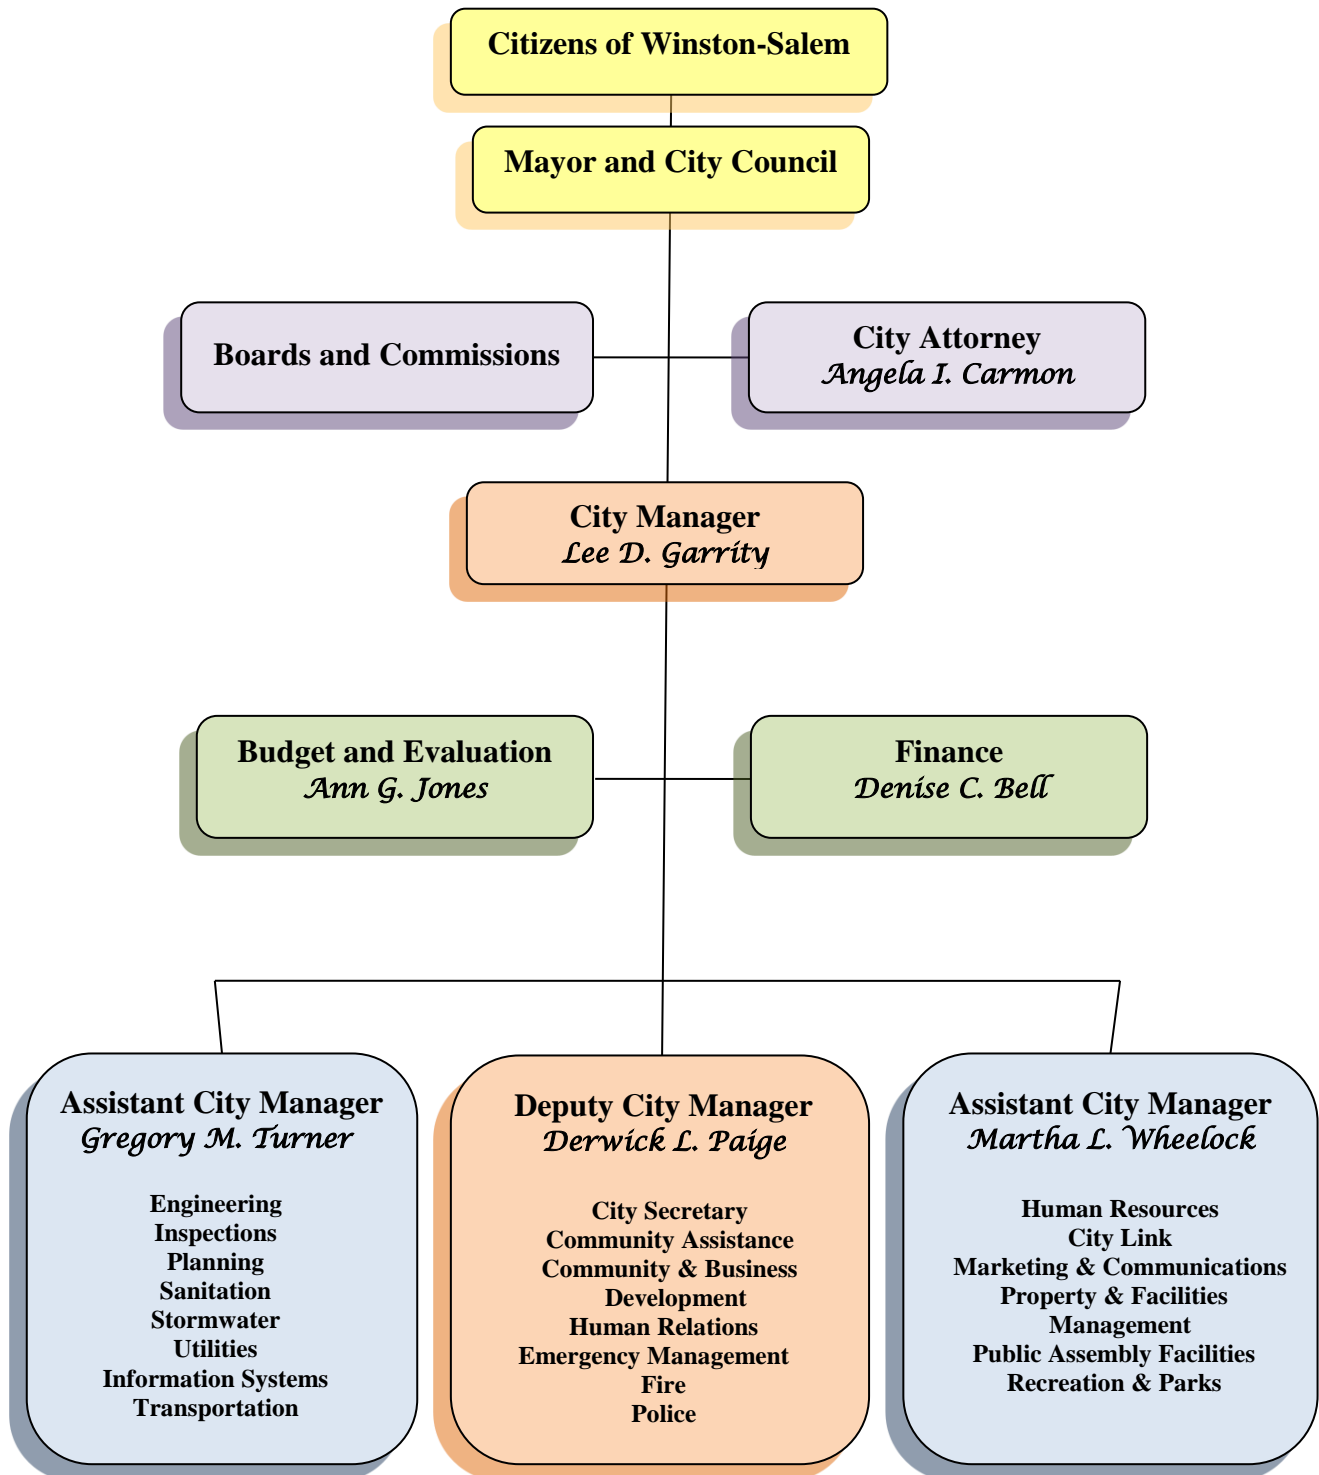 Citizens of Winston-Salem
Mayor and City Council
Boards and Commissions
City Attorney
Angela I. Carmon
City Manager
Lee D. Garrity
Budget and Evaluation
Ann G. Jones
Finance
Denise C. Bell
Assistant City Manager
Gregory M. Turner
Engineering
Inspections
Planning
Sanitation
Stormwater
Utilities
Information Systems
Transportation
Deputy City Manager
Derwick L. Paige
City Secretary
Community Assistance
Community & Business
Development
Human Relations
Emergency Management
Fire
Police
Assistant City Manager
Martha L. Wheelock
Human Resources
City Link
Marketing & Communications
Property & Facilities
Management
Public Assembly Facilities
Recreation & Parks